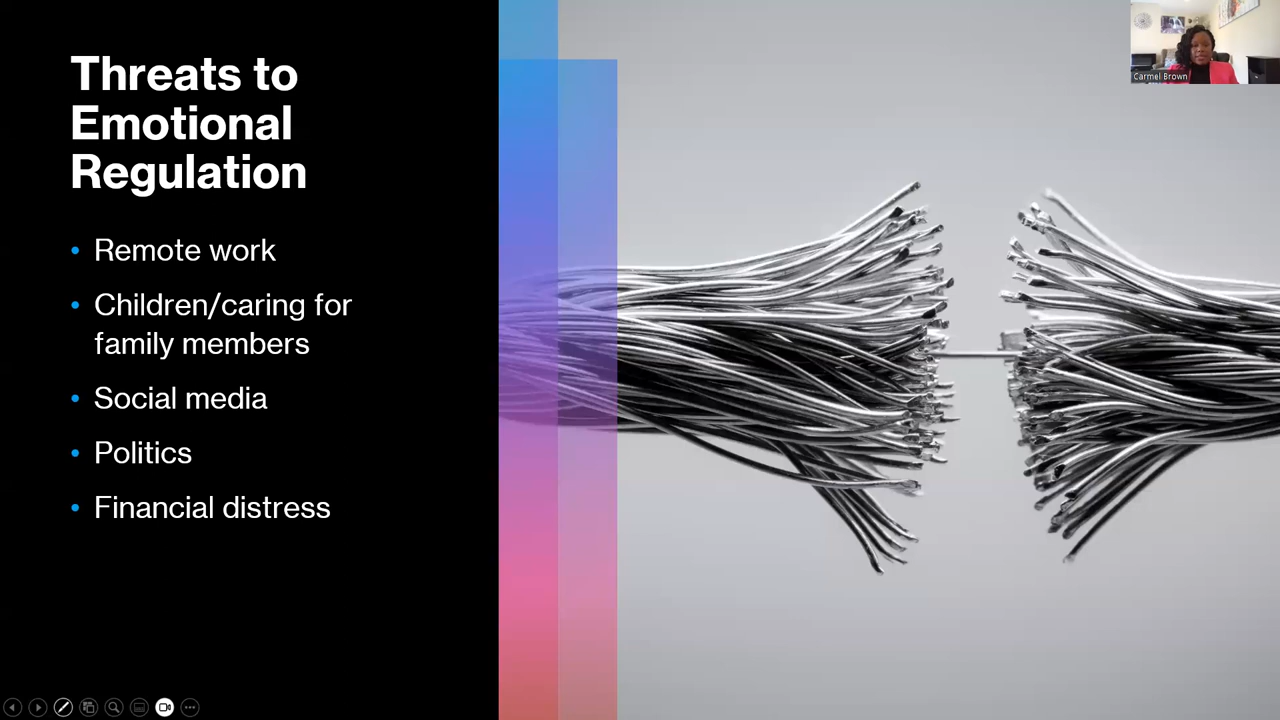 Threats to
Emotional
Regulation
• Remote work
• Children/caring for
family members
• Social media
• Politics
• Financial distress
Carmel Brown